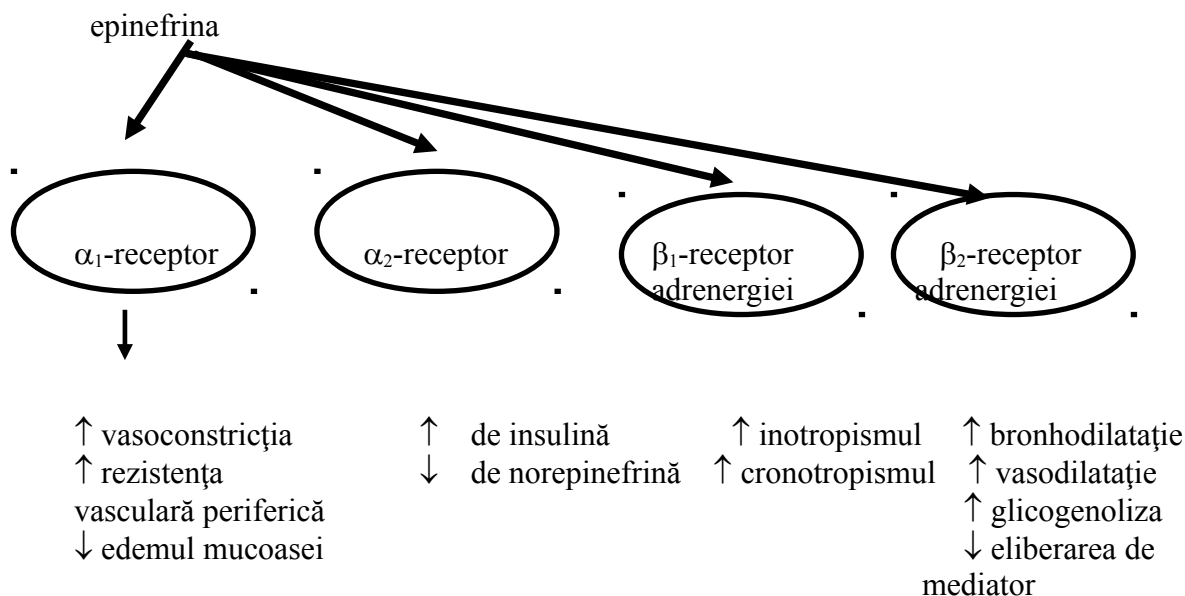 epinefrina
α₁-receptor
α₂-receptor
β₁-receptor
adrenergiei
β₂-receptor
adrenergiei
↑ vasoconstricţia
↑ rezistenţa
vasculară periferică
↓ edemul mucoasei
↑ de insulină
↓ de norepinefrină
↑ inotropismul
↑ cronotropismul
↑ bronhodilataţie
↑ vasodilataţie
↑ glicogenoliza
↓ eliberarea de
mediator